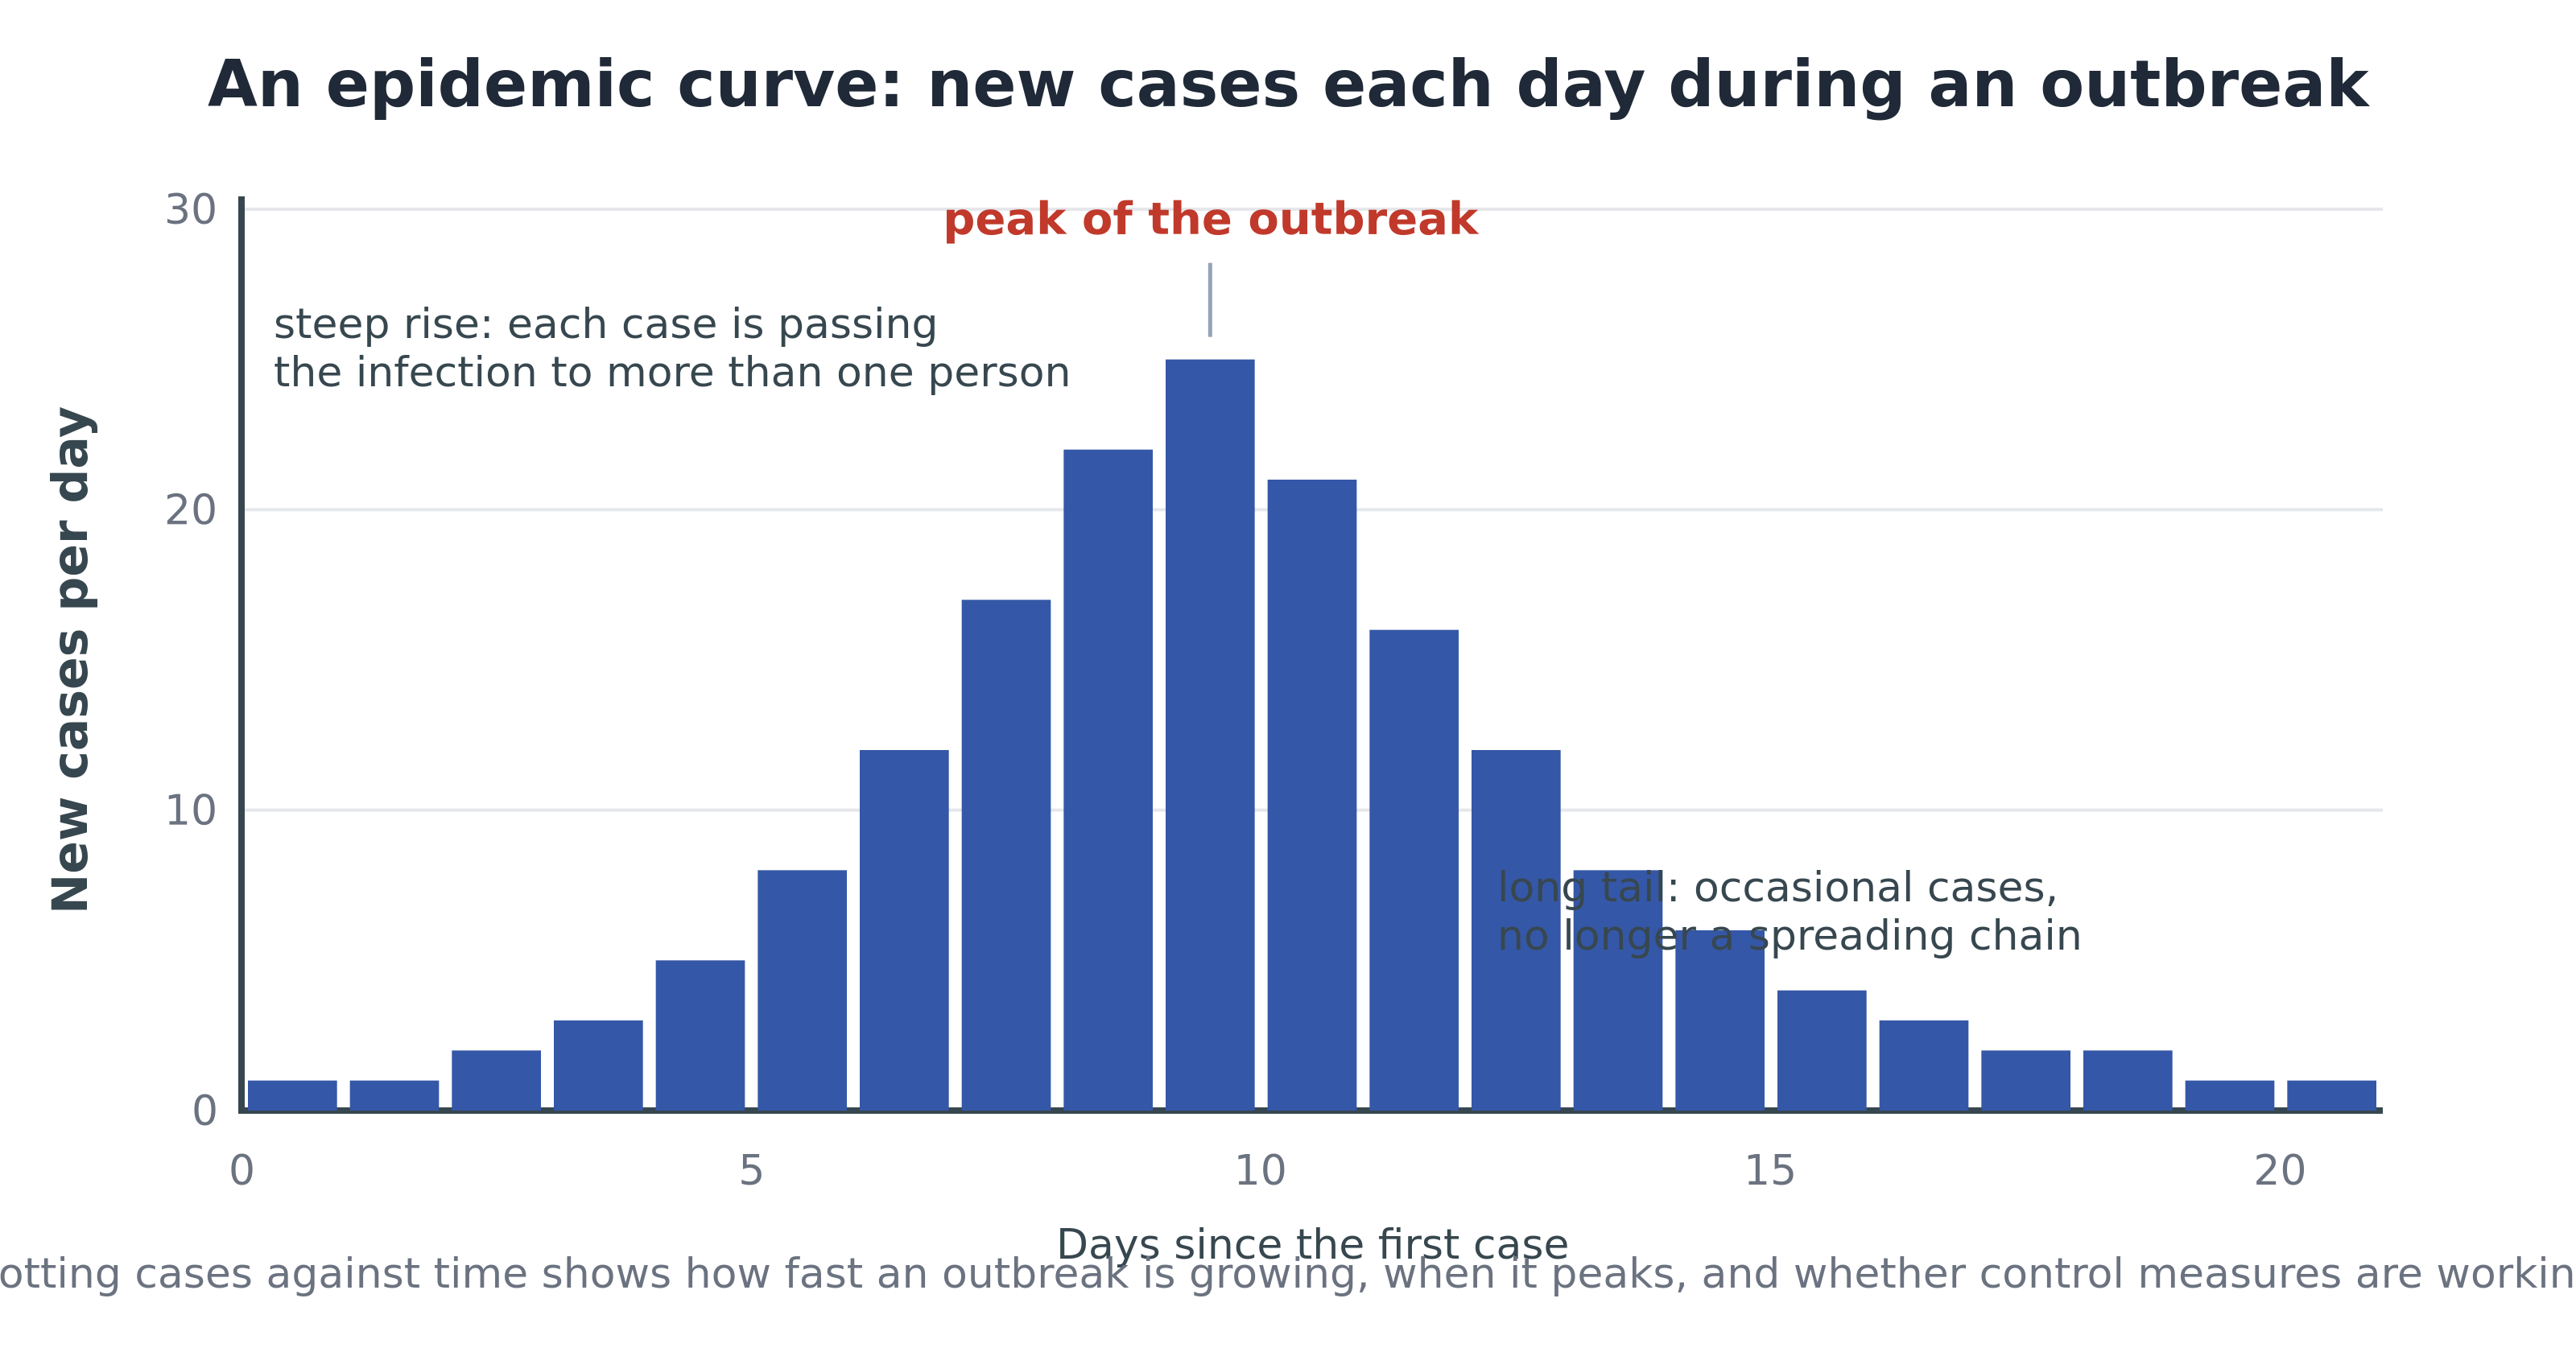 An epidemic curve: new cases each day during an outbreak
30
peak of the outbreak
steep rise: each case is passing
the infection to more than one person
New cases per day
20
10
long tail: occasional cases,
no longer a spreading chain
0
0 5 10 15 20
Days since the first case
otting cases against time shows how fast an outbreak is growing, when it peaks, and whether control measures are workin